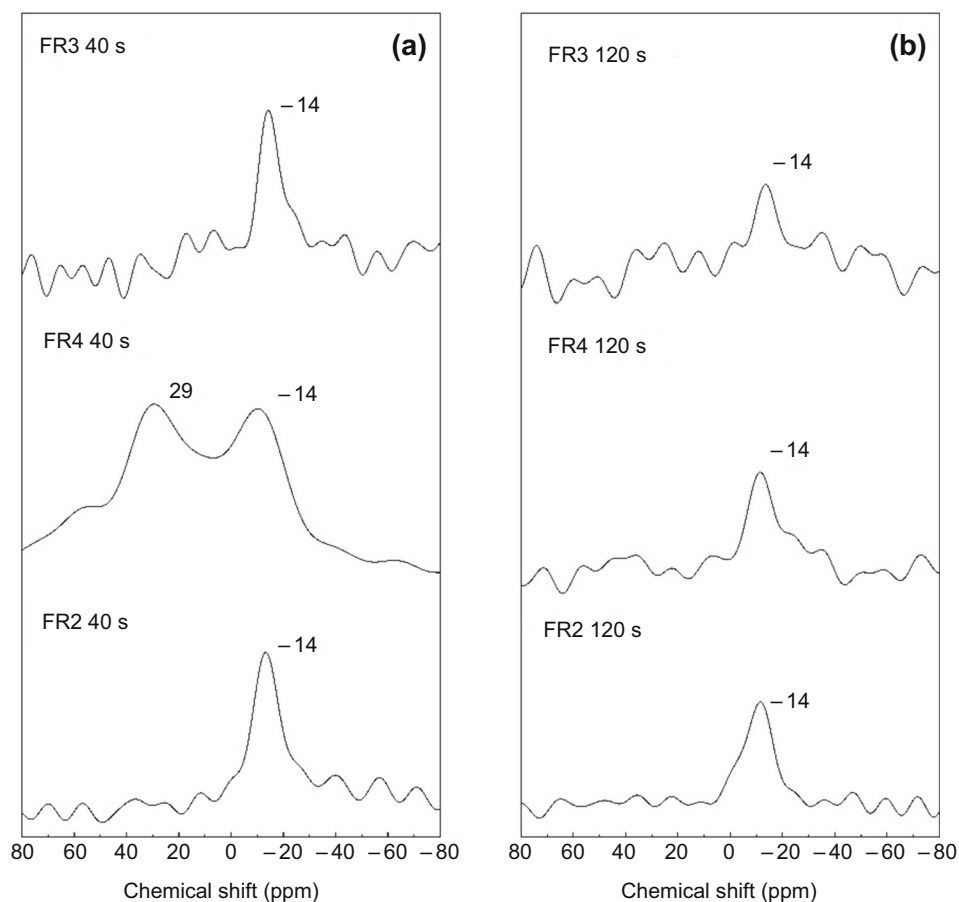 (a)
FR3 40 s
–14
FR4 40 s
29
–14
FR2 40 s
–14
80 60 40 20 0 –20 –40 –60 –80
Chemical shift (ppm)
(b)
FR3 120 s
–14
FR4 120 s
–14
FR2 120 s
–14
80 60 40 20 0 –20 –40 –60 –80
Chemical shift (ppm)